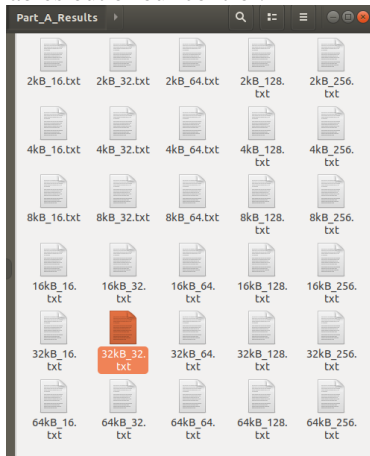 Part_A_Results
2kB_16.txt 2kB_32.txt 2kB_64.txt 2kB_128.txt 2kB_256.txt
4kB_16.txt 4kB_32.txt 4kB_64.txt 4kB_128.txt 4kB_256.txt
8kB_16.txt 8kB_32.txt 8kB_64.txt 8kB_128.txt 8kB_256.txt
16kB_16.txt 16kB_32.txt 16kB_64.txt 16kB_128.txt 16kB_256.txt
32kB_16.txt 32kB_32.txt 32kB_64.txt 32kB_128.txt 32kB_256.txt
64kB_16.txt 64kB_32.txt 64kB_64.txt 64kB_128.txt 64kB_256.txt